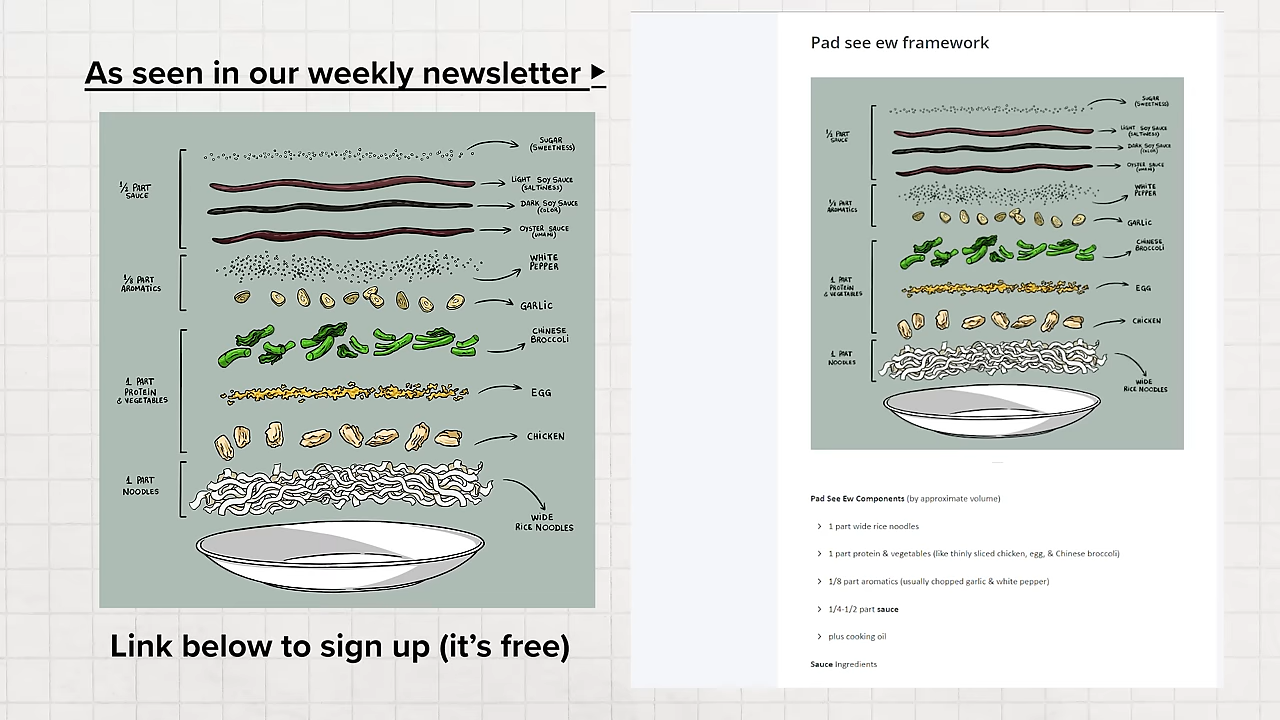 As seen in our weekly newsletter ▸
½ PART
SAUCE
⅛ PART
AROMATICS
1 PART
PROTEIN
& VEGETABLES
1 PART
NOODLES
SUGAR
(SWEETNESS)
LIGHT SOY SAUCE
(SALTINESS)
DARK SOY SAUCE
(COLOR)
OYSTER SAUCE
(UMAMI)
WHITE
PEPPER
GARLIC
CHINESE
BROCCOLI
EGG
CHICKEN
WIDE
RICE NOODLES
Link below to sign up (it’s free)
Pad see ew framework
½ PART
SAUCE
⅛ PART
AROMATICS
1 PART
PROTEIN
& VEGETABLES
1 PART
NOODLES
SUGAR
(SWEETNESS)
LIGHT SOY SAUCE
(SALTINESS)
DARK SOY SAUCE
(COLOR)
OYSTER SAUCE
(UMAMI)
WHITE
PEPPER
GARLIC
CHINESE
BROCCOLI
EGG
CHICKEN
WIDE
RICE NOODLES
Pad See Ew Components (by approximate volume)
1 part wide rice noodles
1 part protein & vegetables (like thinly sliced chicken, egg, & Chinese broccoli)
1/8 part aromatics (usually chopped garlic & white pepper)
1/4-1/2 part sauce
plus cooking oil
Sauce Ingredients